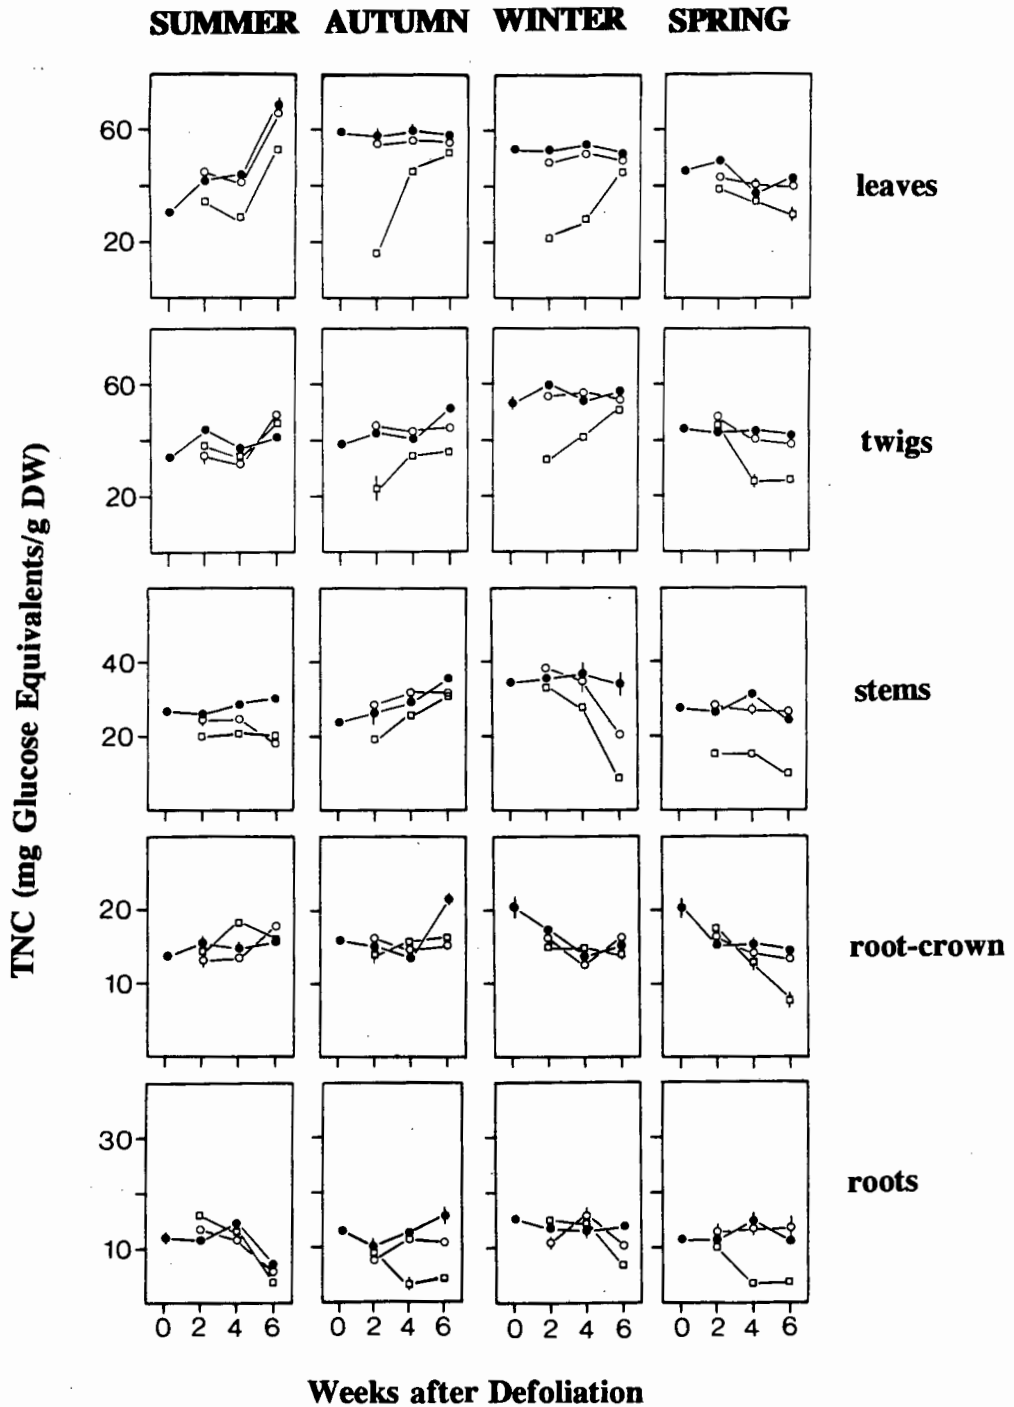 SUMMER AUTUMN WINTER SPRING
60
20
leaves
60
20
twigs
40
20
stems
20
10
root-crown
30
10
roots
0 2 4 6 0 2 4 6 0 2 4 6 0 2 4 6
Weeks after Defoliation
TNC (mg Glucose Equivalents/g DW)